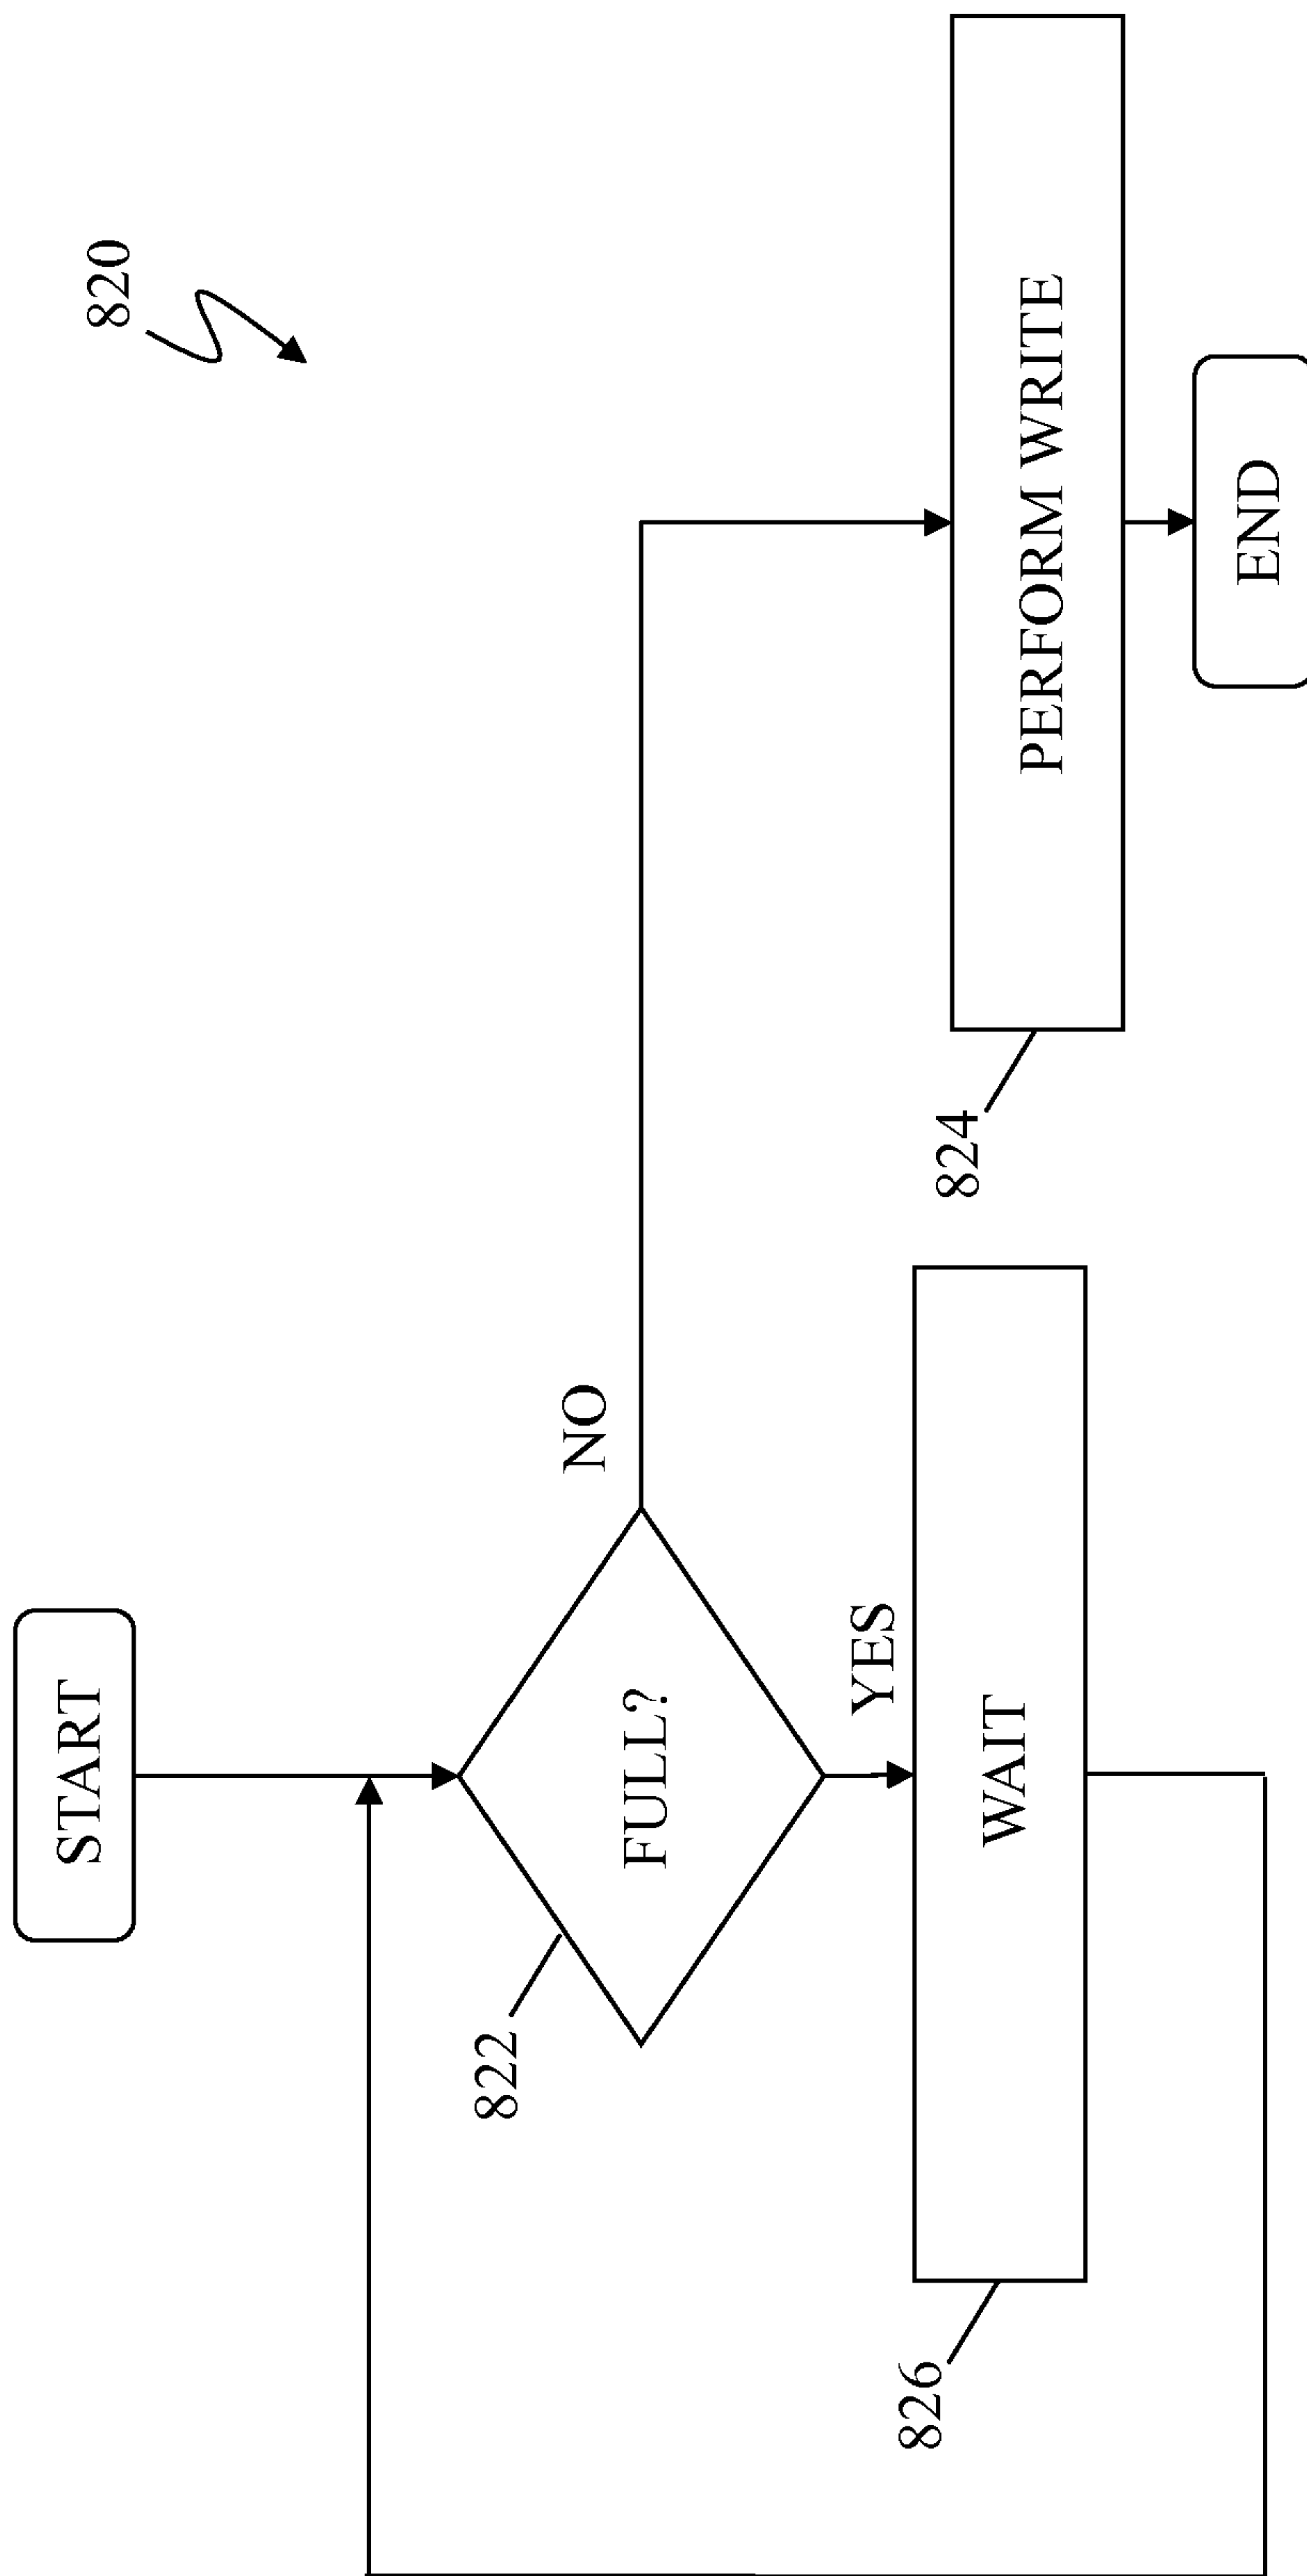 820
START
822
FULL?
NO
YES
826
WAIT
824
PERFORM WRITE
END